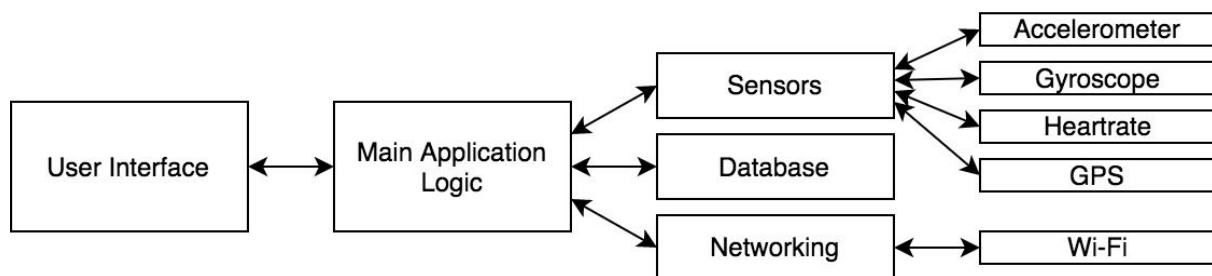 User Interface
Main Application
Logic
Sensors
Database
Networking
Accelerometer
Gyroscope
Heartrate
GPS
Wi-Fi